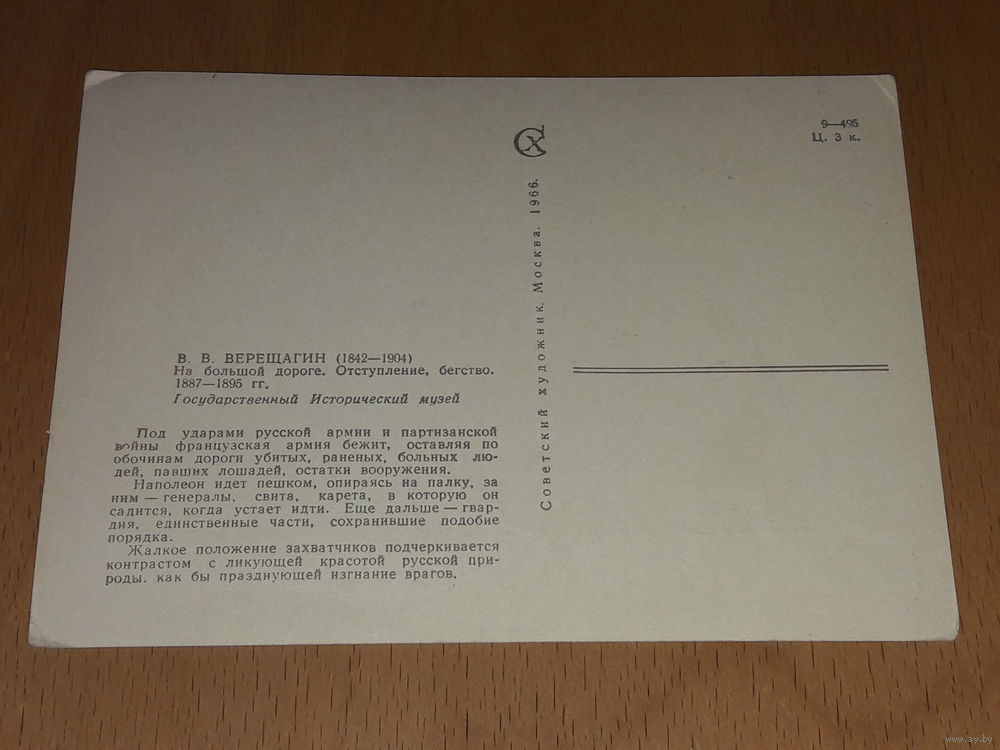 В. В. ВЕРЕЩАГИН (1842—1904)
На большой дороге. Отступление, бегство.
1887—1895 гг.
Государственный Исторический музей
Под ударами русской армии и партизанской
войны французская армия бежит, оставляя по
обочинам дороги убитых, раненых, больных лю-
дей, павших лошадей, остатки вооружения.
Наполеон идет пешком, опираясь на палку, за
ним — генералы, свита, карета, в которую он
садится, когда устает идти. Еще дальше — гвар-
дия, единственные части, сохранившие подобие
порядка.
Жалкое положение захватчиков подчеркивается
контрастом с ликующей красотой русской при-
роды, как бы празднующей изгнание врагов.
СХ
Советский художник. Москва. 1966.
9—495
Ц. 3 к.
www.ay.by